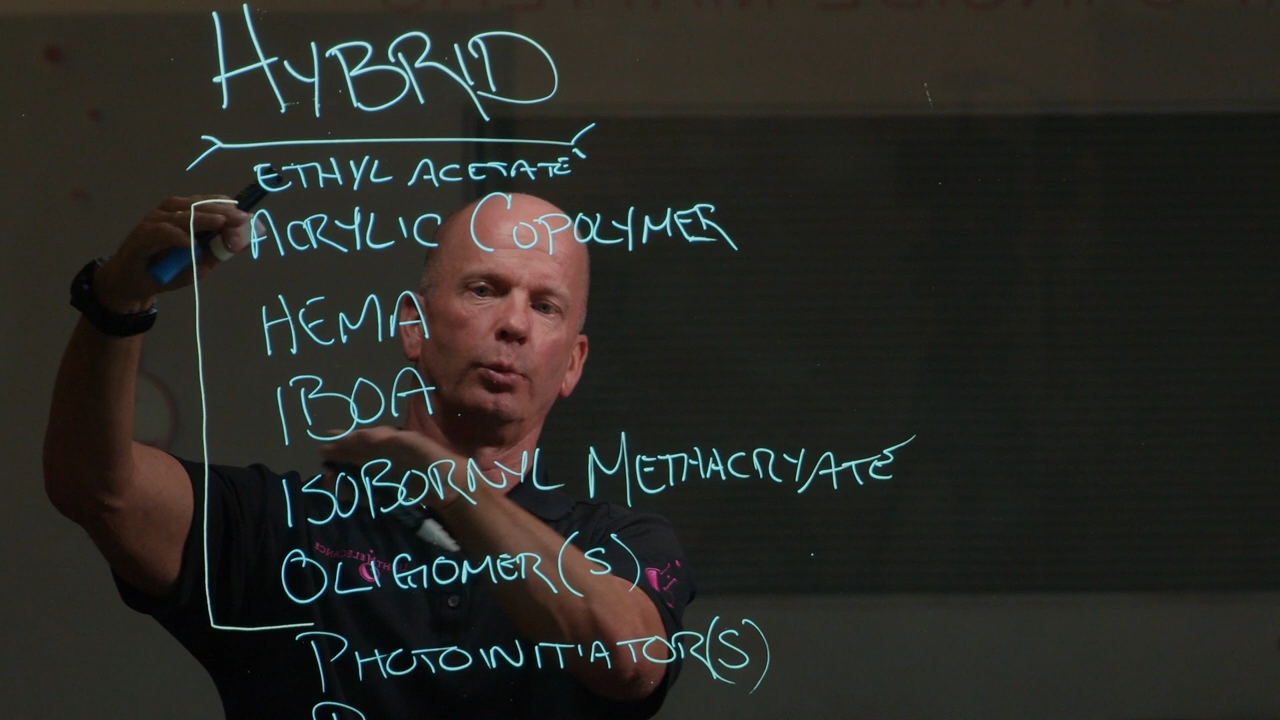 HYBRID
ETHYL ACETATE
ACRYLIC COPOLYMER
HEMA
IBOA
ISOBORNYL METHACRYATE
OLIGOMER(S)
PHOTOINITIATOR(S)